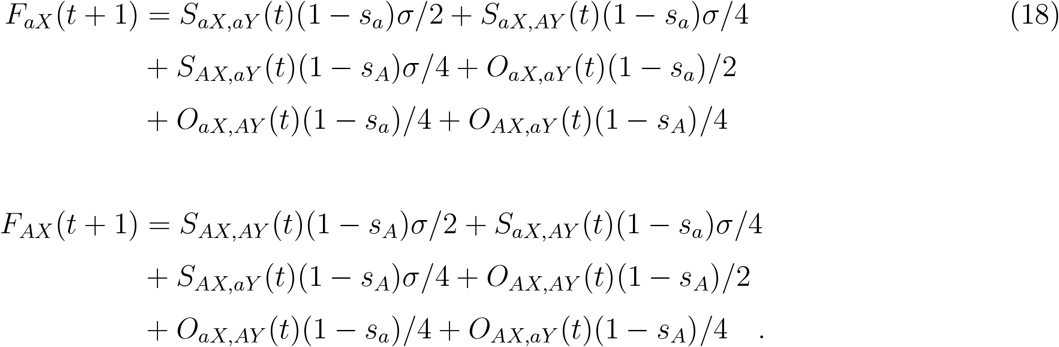 F_{aX}(t + 1) = S_{aX,aY}(t)(1 − s_a)σ/2 + S_{aX,AY}(t)(1 − s_a)σ/4 (18)
+ S_{AX,aY}(t)(1 − s_A)σ/4 + O_{aX,aY}(t)(1 − s_a)/2
+ O_{aX,AY}(t)(1 − s_a)/4 + O_{AX,aY}(t)(1 − s_A)/4
F_{AX}(t + 1) = S_{AX,AY}(t)(1 − s_A)σ/2 + S_{aX,AY}(t)(1 − s_a)σ/4
+ S_{AX,aY}(t)(1 − s_A)σ/4 + O_{AX,AY}(t)(1 − s_A)/2
+ O_{aX,AY}(t)(1 − s_a)/4 + O_{AX,aY}(t)(1 − s_A)/4 .